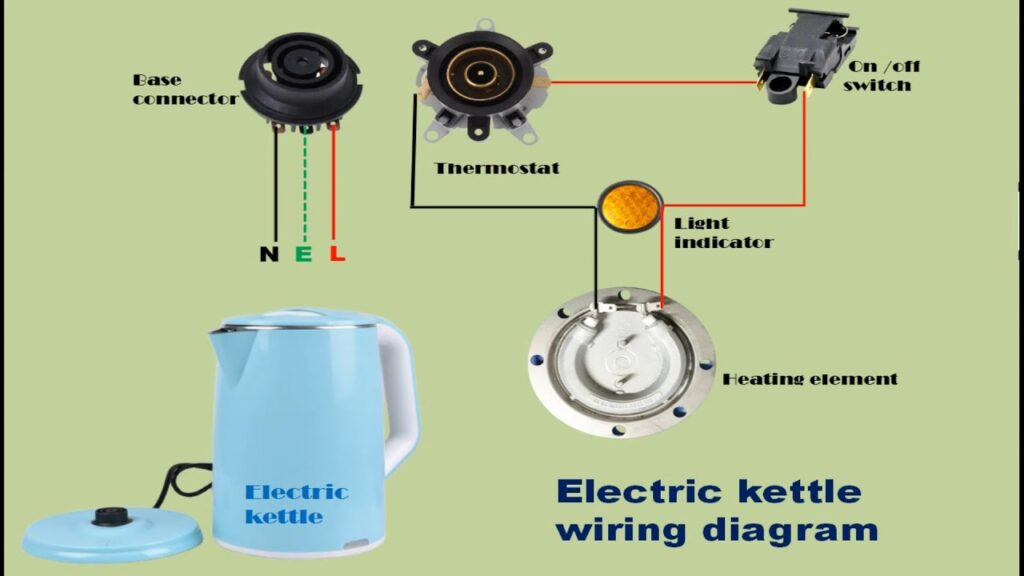 Base
connector
Thermostat
On /off
switch
Light
indicator
N E L
Heating element
Electric
kettle
Electric kettle
wiring diagram